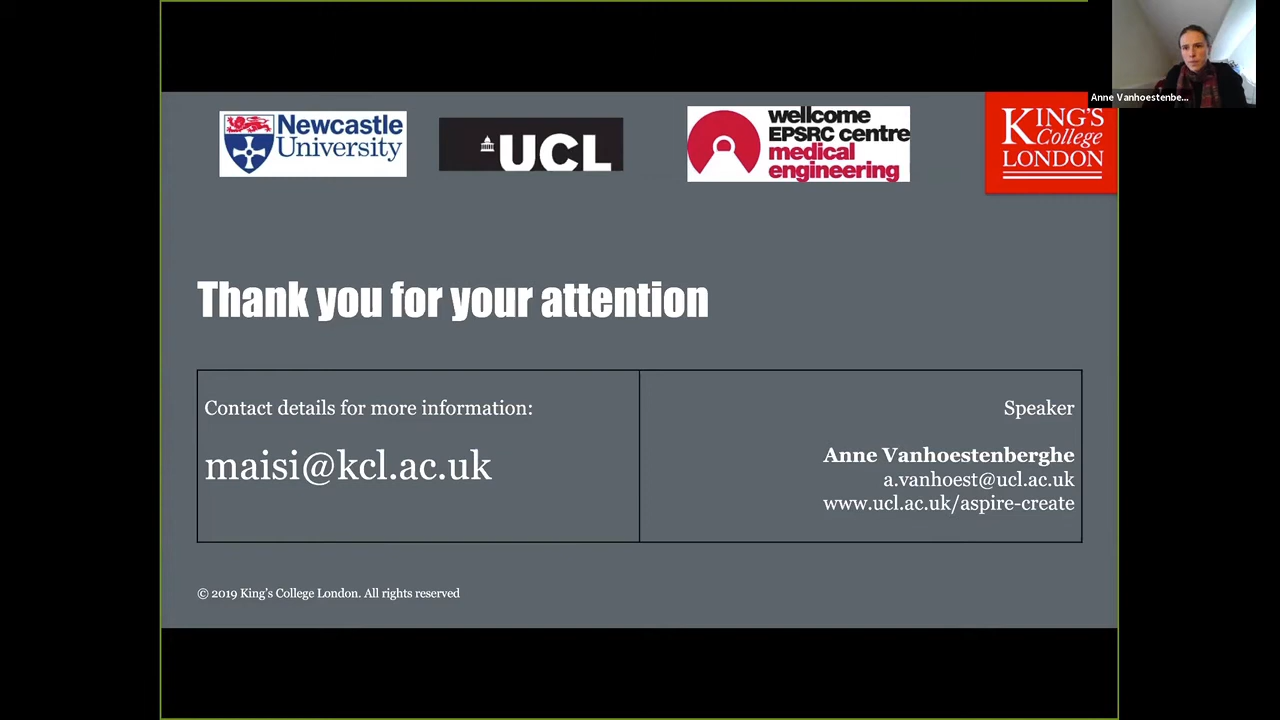 Anne Vanhoestenbe...
Newcastle
University
UCL
wellcome
EPSRC centre
medical
engineering
KING'S
College
LONDON
Thank you for your attention
Contact details for more information:
maisi@kcl.ac.uk
Speaker
Anne Vanhoestenberghe
a.vanhoest@ucl.ac.uk
www.ucl.ac.uk/aspire-create
© 2019 King's College London. All rights reserved